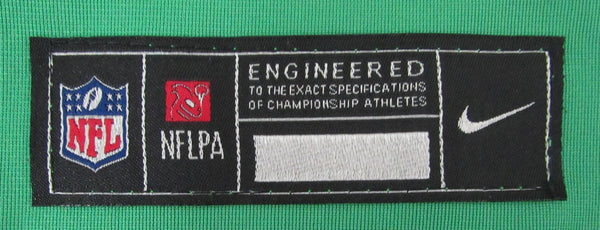 NFL
NFLPA
ENGINEERED
TO THE EXACT SPECIFICATIONS
OF CHAMPIONSHIP ATHLETES